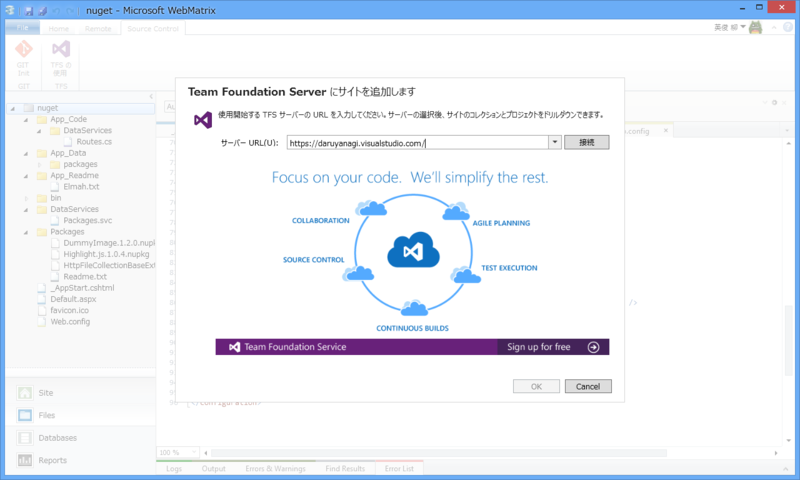 nuget - Microsoft WebMatrix
Home
Remote
Source Control
GIT
Init
TFS の
使用
GIT
TFS
nuget
App_Code
DataServices
Routes.cs
App_Data
packages
App_Readme
Elmah.txt
bin
DataServices
Packages.svc
Packages
DummyImage.1.2.0.nupk
Highlight.js.1.0.4.nupkg
HttpFileCollectionBaseExt
Readme.txt
_AppStart.cshtml
Default.aspx
favicon.ico
Web.config
Site
Files
Databases
Reports
Team Foundation Server にサイトを追加します
使用開始する TFS サーバーの URL を入力してください。サーバーの選択後、サイトのコレクションとプロジェクトをドリルダウンできます。
サーバー URL(U):
https://daruyanagi.visualstudio.com/
接続
Focus on your code. We'll simplify the rest.
COLLABORATION
AGILE PLANNING
SOURCE CONTROL
TEST EXECUTION
CONTINUOUS BUILDS
Team Foundation Service
Sign up for free
OK
Cancel
/>
</configuration>
100 %
Logs
Output
Errors & Warnings
Find Results
Error List